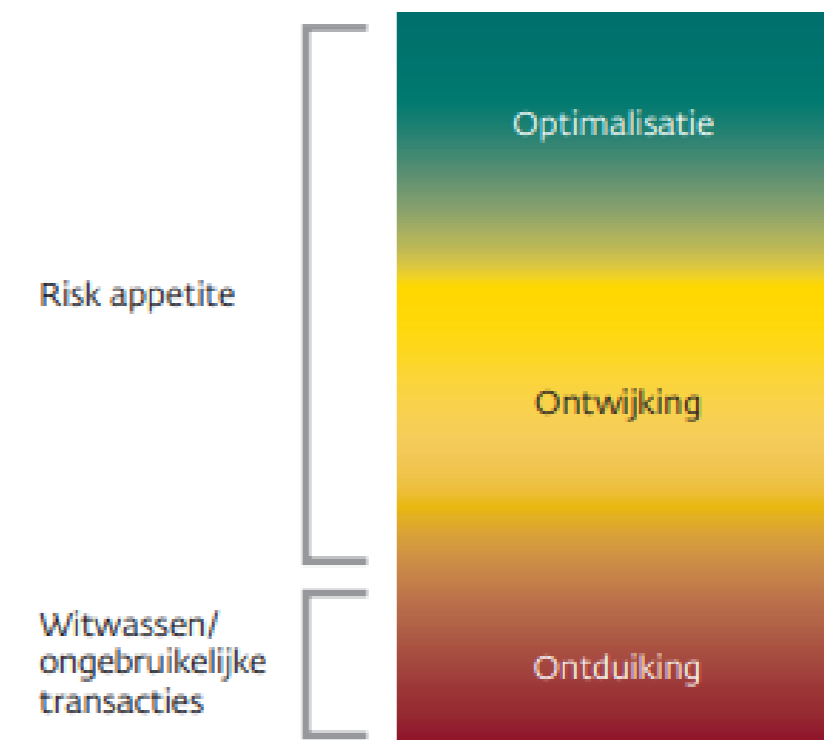 Optimalisatie
Risk appetite
Ontwijking
Witwassen/
ongebruikelijke
transacties
Ontduiking